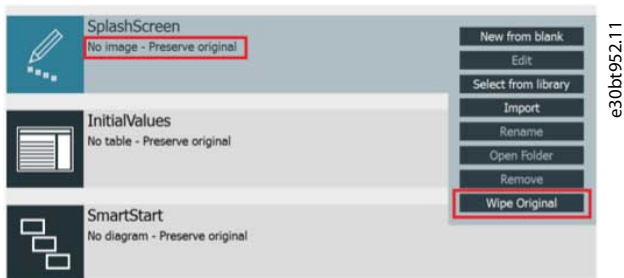 SplashScreen
No image - Preserve original
New from blank
Edit
Select from library
Import
Rename
Open Folder
Remove
Wipe Original
InitialValues
No table - Preserve original
SmartStart
No diagram - Preserve original
e30bt952.11